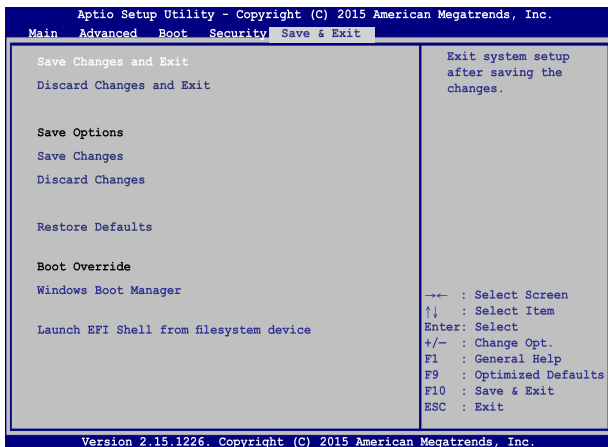 Aptio Setup Utility - Copyright (C) 2015 American Megatrends, Inc.
Main Advanced Boot Security Save & Exit
Save Changes and Exit
Discard Changes and Exit
Save Options
Save Changes
Discard Changes
Restore Defaults
Boot Override
Windows Boot Manager
Launch EFI Shell from filesystem device
Exit system setup
after saving the
changes.
→← : Select Screen
↑↓ : Select Item
Enter: Select
+/— : Change Opt.
F1 : General Help
F9 : Optimized Defaults
F10 : Save & Exit
ESC : Exit
Version 2.15.1226. Copyright (C) 2015 American Megatrends, Inc.